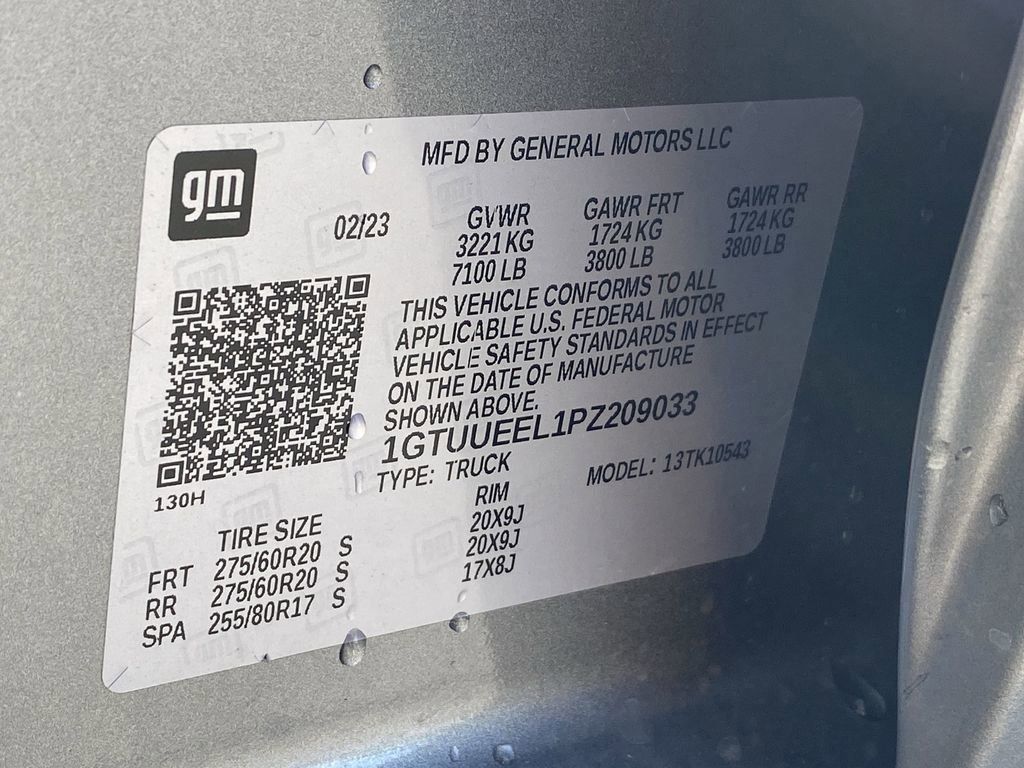 gm
MFD BY GENERAL MOTORS LLC
02/23 GVWR GAWR FRT GAWR RR
3221 KG 1724 KG 1724 KG
7100 LB 3800 LB 3800 LB
THIS VEHICLE CONFORMS TO ALL
APPLICABLE U.S. FEDERAL MOTOR
VEHICLE SAFETY STANDARDS IN EFFECT
ON THE DATE OF MANUFACTURE
SHOWN ABOVE.
1GTUUEEL1PZ209033
TYPE: TRUCK MODEL: 13TK10543
130H
TIRE SIZE RIM
FRT 275/60R20 S 20X9J
RR 275/60R20 S 20X9J
SPA 255/80R17 S 17X8J